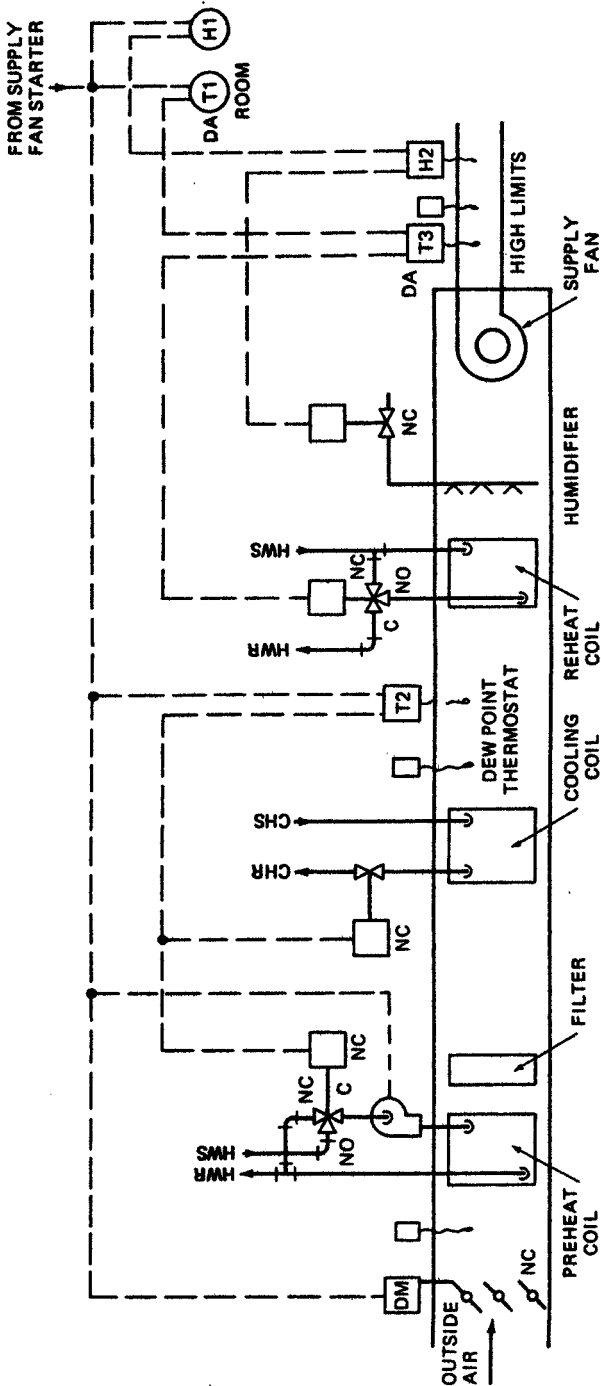 FROM SUPPLY
FAN STARTER
H1
T1
DA
ROOM
H2
T3
DA
HIGH LIMITS
SUPPLY
FAN
NC
HUMIDIFIER
HWS
NC
NO
C
HWR
REHEAT
COIL
T2
DEW POINT
THERMOSTAT
CHS
CHR
NC
COOLING
COIL
FILTER
NC
NC
C
HWS
NO
HWR
PREHEAT
COIL
DM
OUTSIDE
AIR
NC